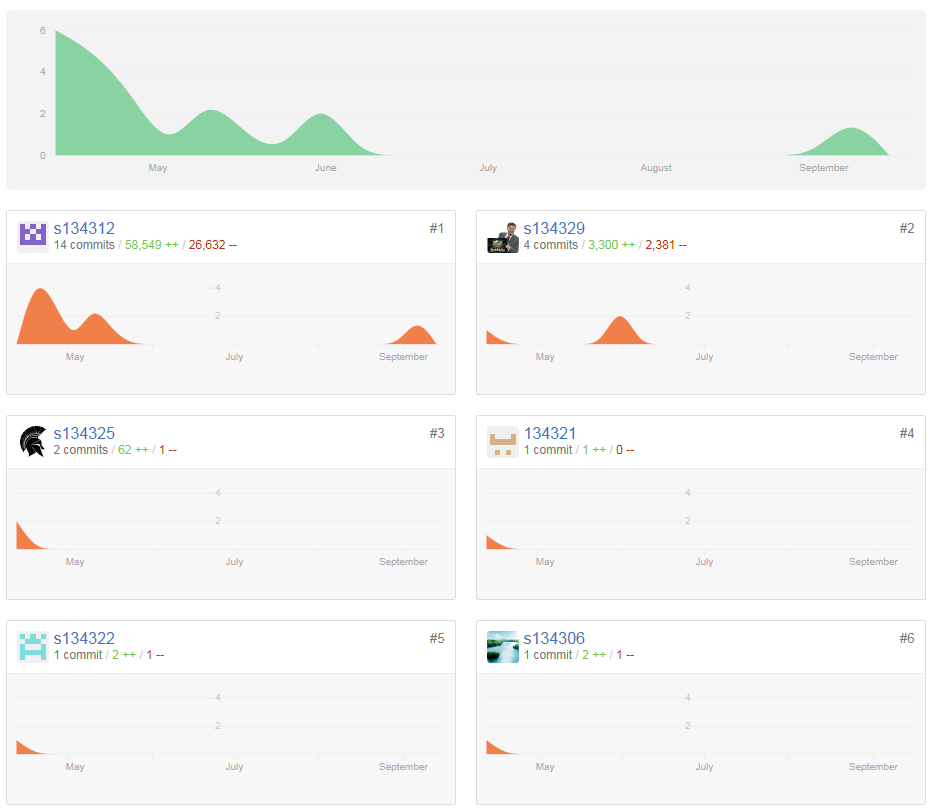 6
4
2
0
May June July August September
s134312 #1
14 commits / 58,549 ++ / 26,632 --
4
2
May July September
s134329 #2
4 commits / 3,300 ++ / 2,381 --
4
2
May July September
s134325 #3
2 commits / 62 ++ / 1 --
4
2
May July September
134321 #4
1 commit / 1 ++ / 0 --
4
2
May July September
s134322 #5
1 commit / 2 ++ / 1 --
4
2
May July September
s134306 #6
1 commit / 2 ++ / 1 --
4
2
May July September